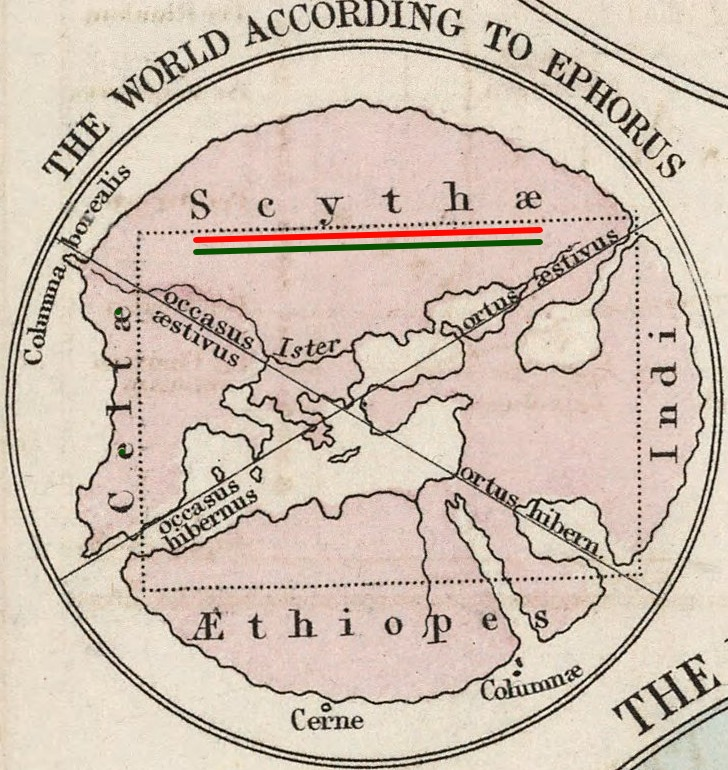 THE WORLD ACCORDING TO EPHORUS
Columna borealis
Scythæ
occasus
æstivus
Ister
ortus æstivus
Celtæ
Indi
occasus
hibernus
ortus hibern.
Æthiopes
Columnæ
Cerne
THE